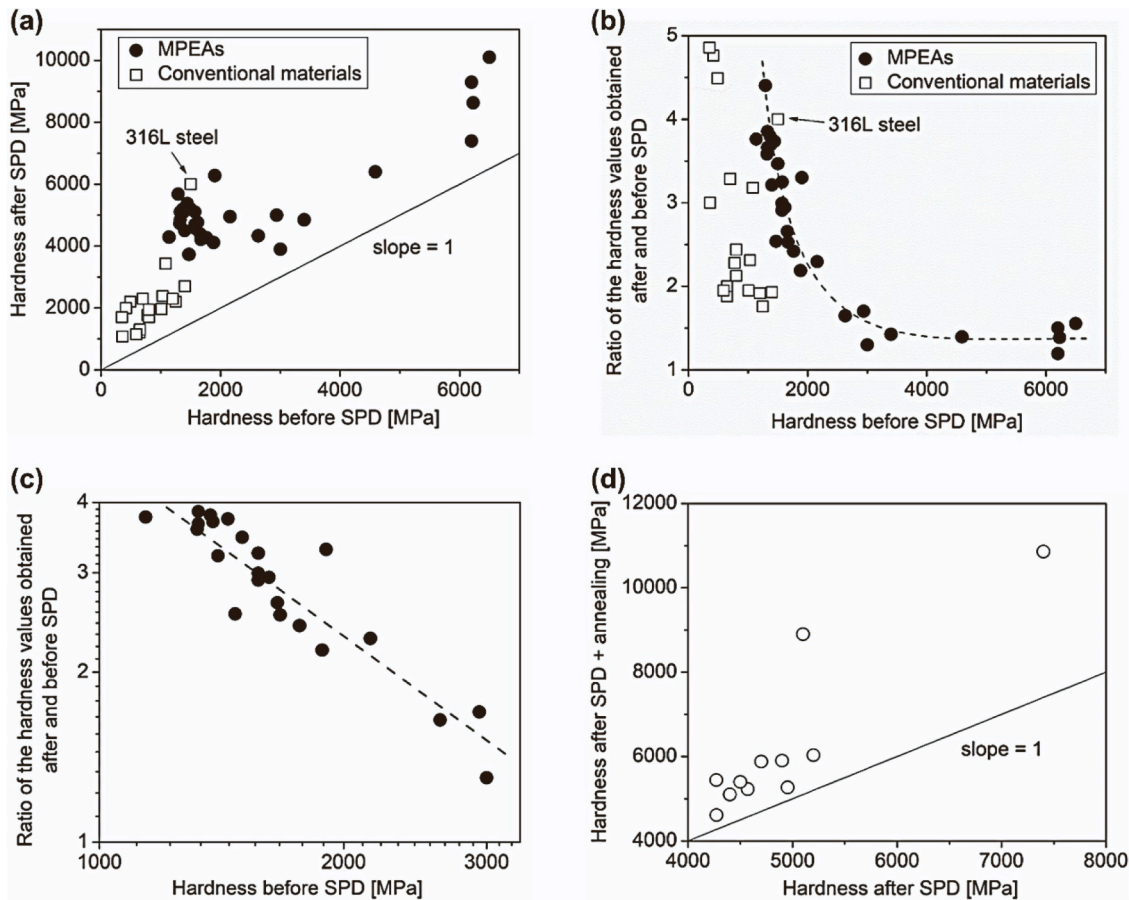 (a)
Hardness after SPD [MPa]
10000
8000
6000
4000
2000
0
MPEAs
Conventional materials
316L steel
slope = 1
0 2000 4000 6000
Hardness before SPD [MPa]
(b)
Ratio of the hardness values obtained
after and before SPD
5
4
3
2
1
MPEAs
Conventional materials
316L steel
0 2000 4000 6000
Hardness before SPD [MPa]
(c)
Ratio of the hardness values obtained
after and before SPD
4
3
2
1
1000 2000 3000
Hardness before SPD [MPa]
(d)
Hardness after SPD + annealing [MPa]
12000
10000
8000
6000
4000
slope = 1
4000 5000 6000 7000 8000
Hardness after SPD [MPa]